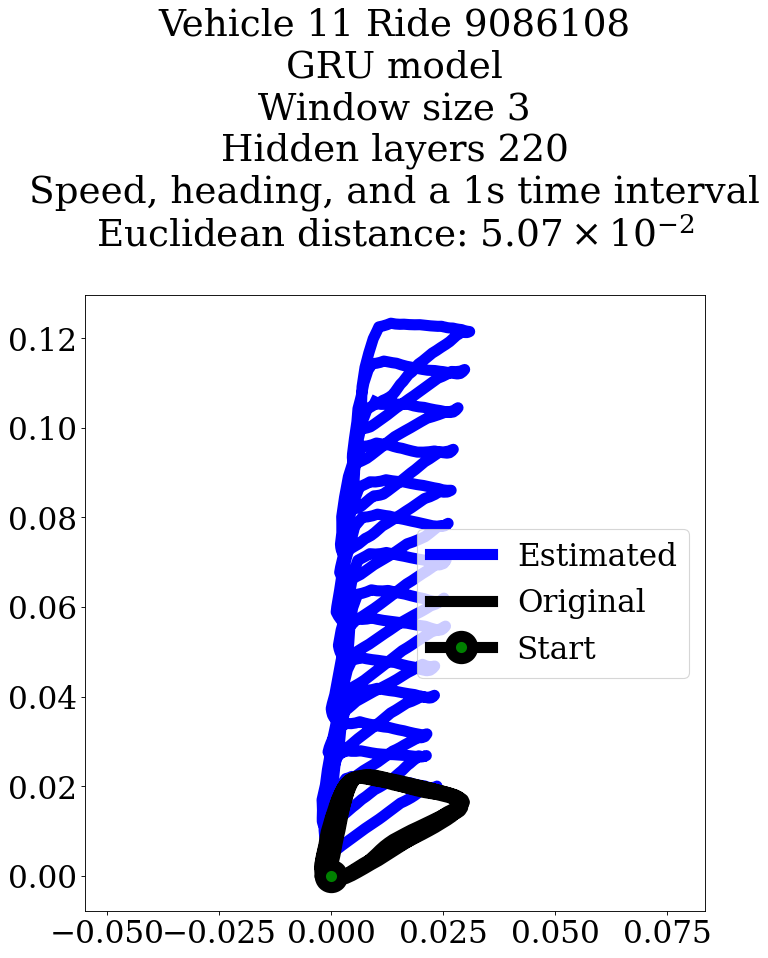 Vehicle 11 Ride 9086108
GRU model
Window size 3
Hidden layers 220
Speed, heading, and a 1s time interval
Euclidean distance: 5.07 × 10⁻²
0.12
0.10
0.08
0.06
0.04
0.02
0.00
Estimated
Original
Start
−0.050 −0.025 0.000 0.025 0.050 0.075